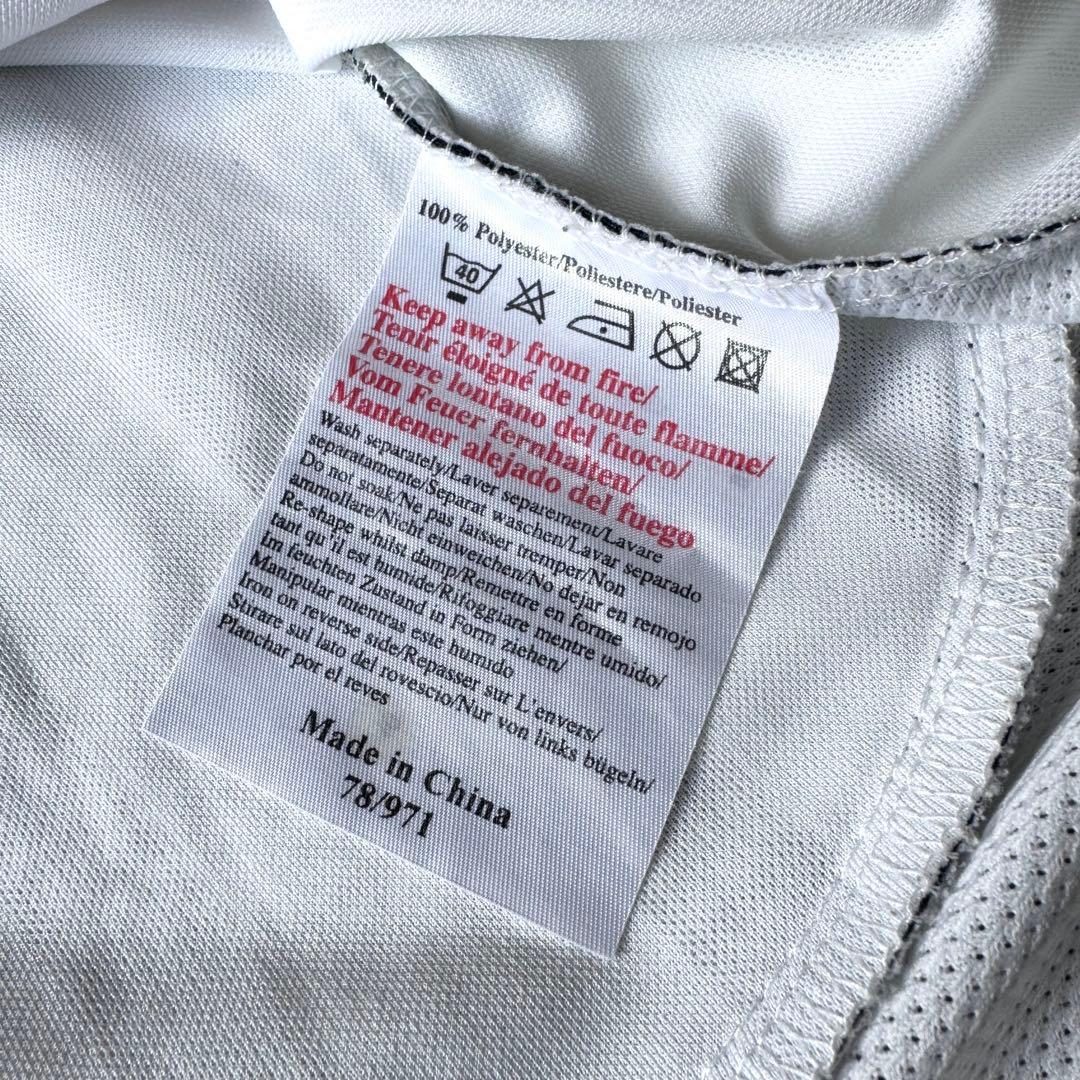 100% Polyester/Poliestere/Poliester
40
Keep away from fire/
Tenir éloigné de toute flamme/
Tenere lontano del fuoco/
Vom Feuer fernhalten/
Mantener alejado del fuego
Wash separately/Laver separement/Lavare
separatamente/Separat waschen/Lavar separado
Do not soak/Ne pas laisser tremper/Non
ammollare/Nicht einweichen/No dejar en remojo
Re-shape whilst damp/Remettre en forme
tant qu'il est humide/Rifoggiare mentre umido/
Im feuchten Zustand in Form ziehen/
Manipular mientras este humido
Iron on reverse side/Repasser sur L'envers/
Stirare sul lato del rovescio/Nur von links bügeln/
Planchar por el reves
Made in China
78/971